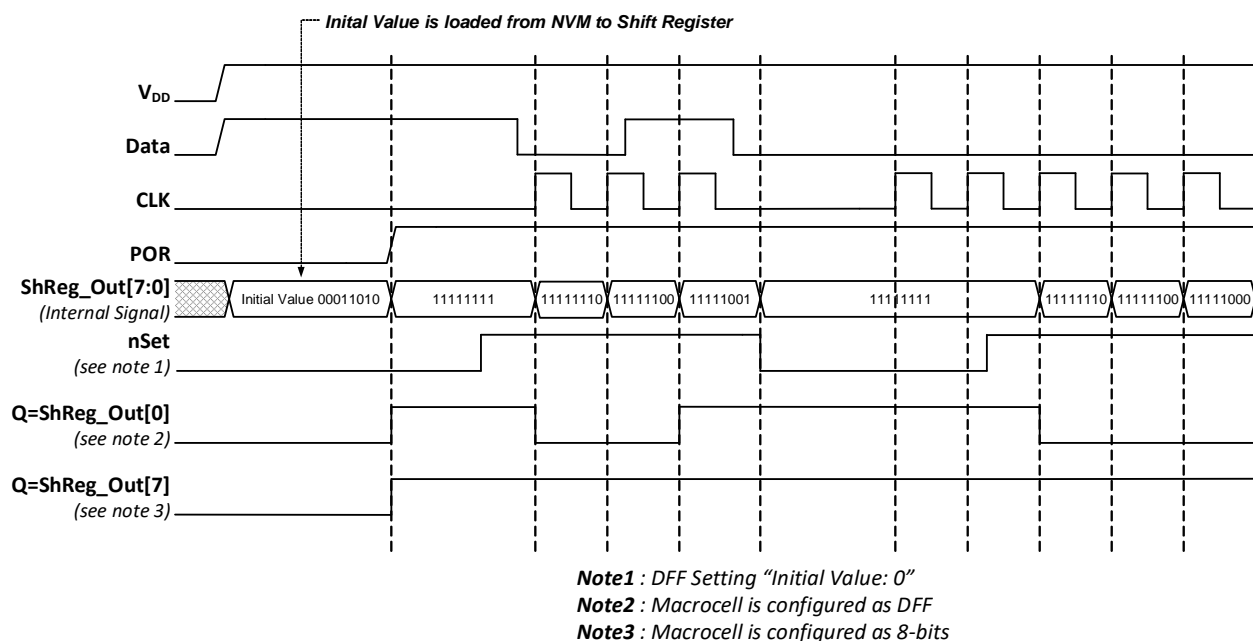 Inital Value is loaded from NVM to Shift Register
VDD
Data
CLK
POR
ShReg_Out[7:0]
(Internal Signal)
Initial Value 00011010 11111111 11111110 11111100 11111001 11111111 11111110 11111100 11111000
nSet
(see note 1)
Q=ShReg_Out[0]
(see note 2)
Q=ShReg_Out[7]
(see note 3)
Note1 : DFF Setting “Initial Value: 0”
Note2 : Macrocell is configured as DFF
Note3 : Macrocell is configured as 8-bits